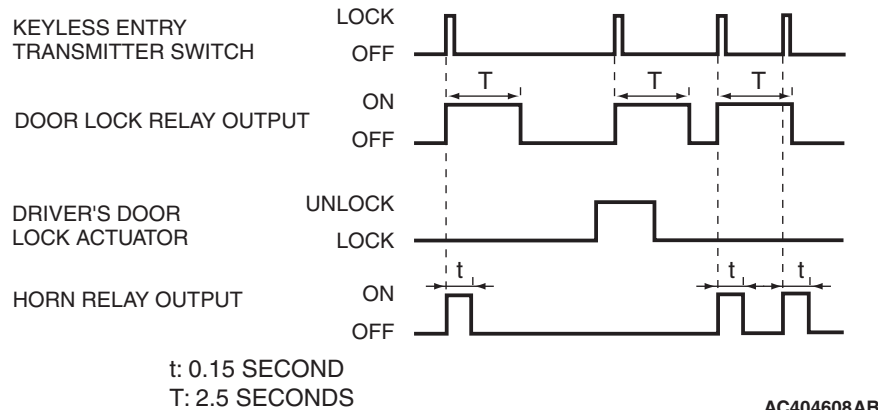 KEYLESS ENTRY
TRANSMITTER SWITCH
LOCK
OFF
T T T
DOOR LOCK RELAY OUTPUT
ON
OFF
DRIVER'S DOOR
LOCK ACTUATOR
UNLOCK
LOCK
t t t
HORN RELAY OUTPUT
ON
OFF
t: 0.15 SECOND
T: 2.5 SECONDS
AC404608AB